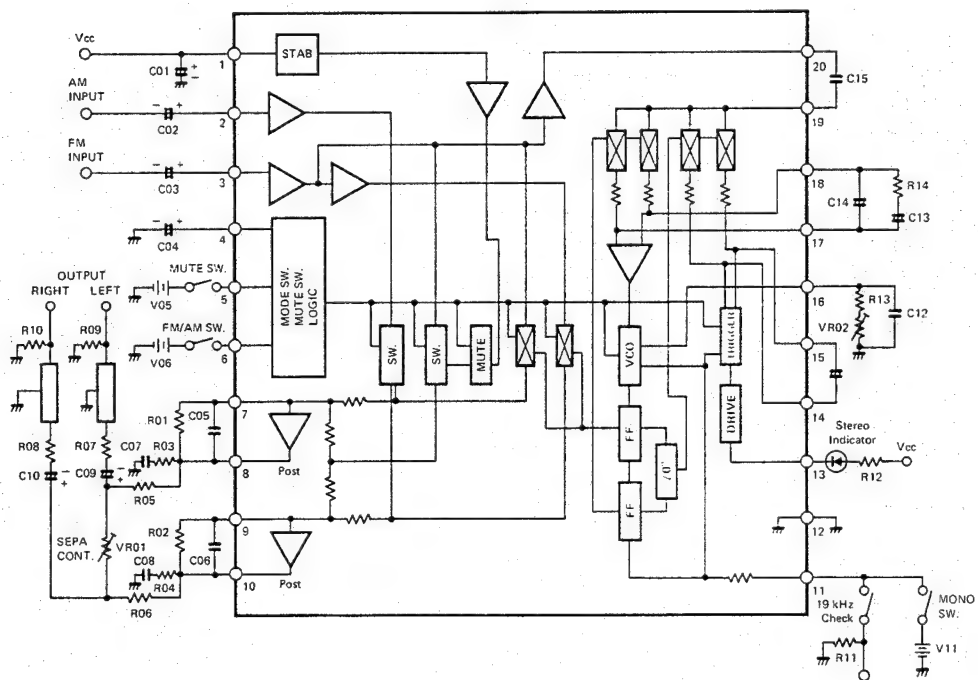 Vcc
C01
1
STAB
20
C15
AM
INPUT
C02
2
19
FM
INPUT
C03
3
18
C14
R14
C13
C04
4
17
OUTPUT
RIGHT
LEFT
MUTE SW.
V05
5
MODE SW.
MUTE SW.
LOGIC
16
R13
VR02
C12
R10
R09
FM/AM SW.
V06
6
SW.
SW.
MUTE
VCO
TRIGGER
15
14
R01
C05
7
DRIVE
Stereo
Indicator
Vcc
R08
R07
C07
R03
8
Post
FF
/0°
13
R12
C10
C09
R05
R02
C06
9
FF
12
SEPA
CONT.
VR01
C08
R04
10
Post
R06
11
19 kHz
Check
MONO
SW.
R11
V11